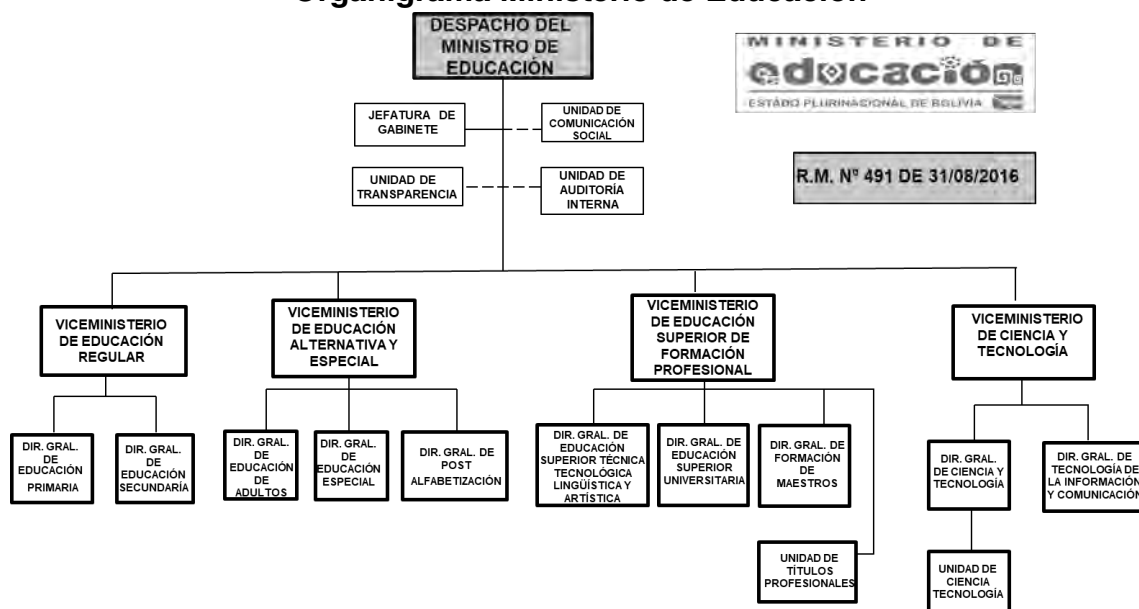 Organigrama Ministerio de Educación
DESPACHO DEL
MINISTRO DE
EDUCACIÓN
MINISTERIO DE
educación
ESTADO PLURINACIONAL DE BOLIVIA
JEFATURA DE
GABINETE
UNIDAD DE
COMUNICACIÓN
SOCIAL
UNIDAD DE
TRANSPARENCIA
UNIDAD DE
AUDITORÍA
INTERNA
R.M. Nº 491 DE 31/08/2016
VICEMINISTERIO
DE EDUCACIÓN
REGULAR
VICEMINISTERIO
DE EDUCACIÓN
ALTERNATIVA Y
ESPECIAL
VICEMINISTERIO
DE EDUCACIÓN
SUPERIOR DE
FORMACIÓN
PROFESIONAL
VICEMINISTERIO
DE CIENCIA Y
TECNOLOGÍA
DIR. GRAL.
DE
EDUCACIÓN
PRIMARIA
DIR. GRAL.
DE
EDUCACIÓN
SECUNDARÍA
DIR. GRAL.
DE
EDUCACIÓN
DE
ADULTOS
DIR. GRAL.
DE
EDUCACIÓN
ESPECIAL
DIR. GRAL.
DE POST
ALFABETIZACIÓN
DIR. GRAL. DE
EDUCACIÓN
SUPERIOR TÉCNICA
TECNOLÓGICA
LINGÜÍSTICA Y
ARTÍSTICA
DIR. GRAL. DE
EDUCACIÓN
SUPERIOR
UNIVERSITARIA
DIR. GRAL. DE
FORMACIÓN
DE
MAESTROS
DIR. GRAL.
DE CIENCIA Y
TECNOLOGÍA
DIR. GRAL. DE
TECNOLOGÍA DE
LA INFORMACIÓN
Y COMUNICACIÓN
UNIDAD DE
TÍTULOS
PROFESIONALES
UNIDAD DE
CIENCIA
TECNOLOGÍA